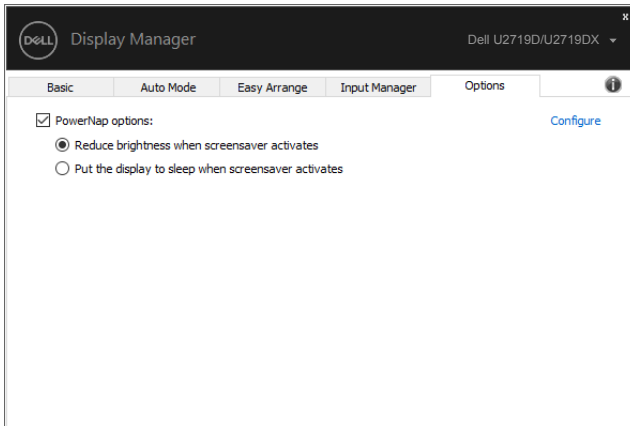 x
DELL Display Manager Dell U2719D/U2719DX
Basic Auto Mode Easy Arrange Input Manager Options
PowerNap options: Configure
Reduce brightness when screensaver activates
Put the display to sleep when screensaver activates